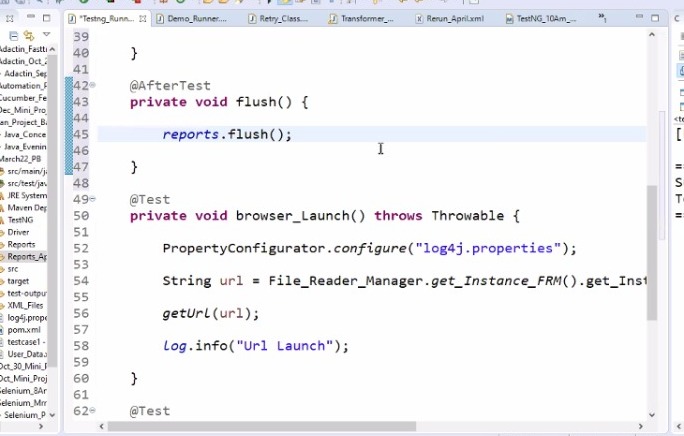 *Testng_Runn...
Demo_Runner....
Retry_Class....
Transformer_...
Rerun_April.xml
TestNG_10Am_...
39
40 }
41
42 @AfterTest
43 private void flush() {
44
45 reports.flush();
46
47 }
48
49 @Test
50 private void browser_Launch() throws Throwable {
51
52 PropertyConfigurator.configure("log4j.properties");
53
54 String url = File_Reader_Manager.get_Instance_FRM().get_Inst
55
56 getUrl(url);
57
58 log.info("Url Launch");
59
60 }
61
62 @Test
Adactin_Fastt
Adactin_Oct_2
Adactin_Sep
Automation_F
Cucumber_Fe
Dec_Mini_Pro
an_Project_B
Java_Conce
Java_Evenin
March22_PB
src/main/ja
src/test/jav
JRE System
Maven Dep
TestNG
Driver
Reports
Reports_Ap
src
target
test-outpu
XML_Files
log4j.prope
pom.xml
testcase1 -
User_Data.
Oct_30_Mini_P
Oct_Mini_Proj
Selenium_8Ar
Selenium_Mrr
Selenium_P